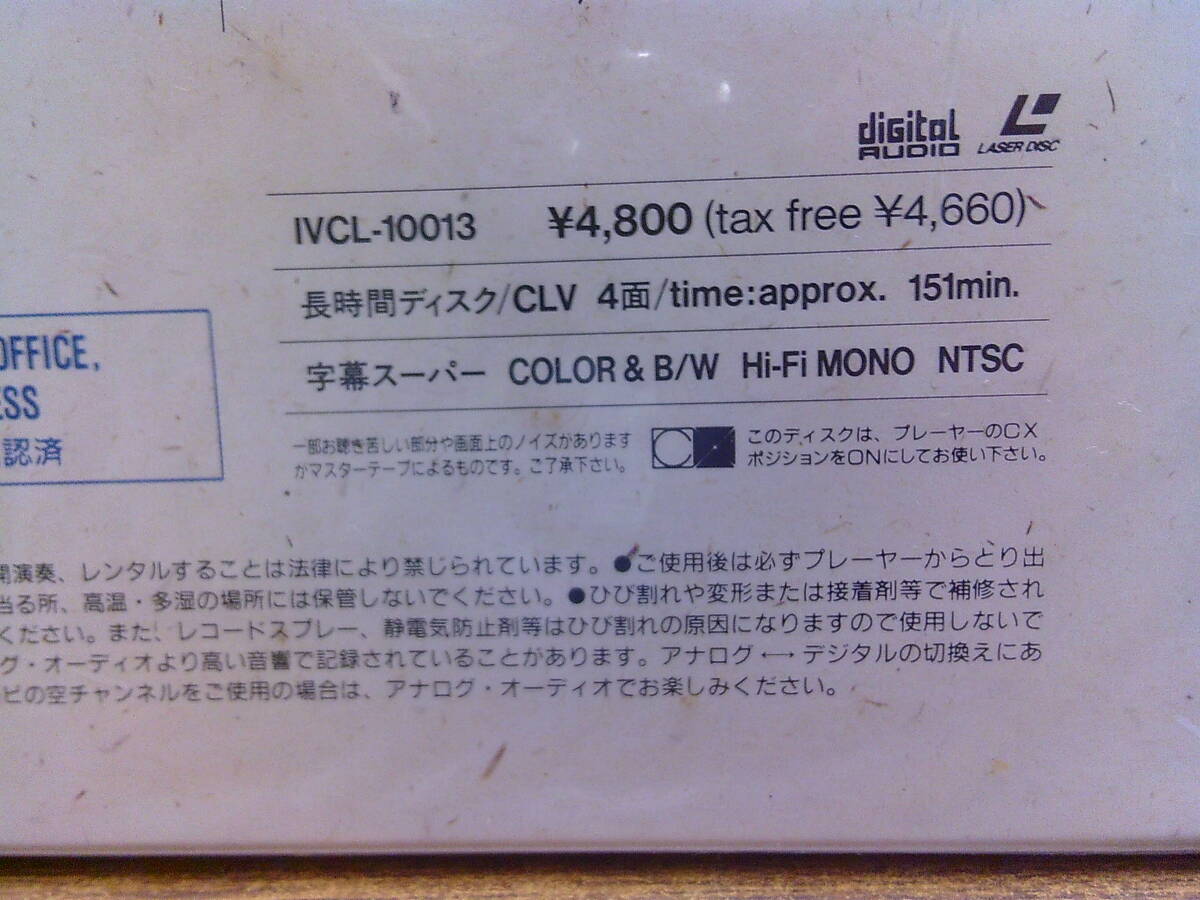 digital AUDIO LASER DISC
IVCL-10013 ¥4,800 (tax free ¥4,660)
長時間ディスク/CLV 4面/time:approx. 151min.
字幕スーパー COLOR & B/W Hi-Fi MONO NTSC
OFFICE,
ESS
認済
一部お聴き苦しい部分や画面上のノイズがあります
がマスターテープによるものです。ご了承下さい。
CX
このディスクは、プレーヤーのCX
ポジションをONにしてお使い下さい。
開演奏、レンタルすることは法律により禁じられています。●ご使用後は必ずプレーヤーからとり出
当る所、高温・多湿の場所には保管しないでください。●ひび割れや変形または接着剤等で補修され
ください。また、レコードスプレー、静電気防止剤等はひび割れの原因になりますので使用しないで
グ・オーディオより高い音響で記録されていることがあります。アナログ←→デジタルの切換えにあ
ビの空チャンネルをご使用の場合は、アナログ・オーディオでお楽しみください。